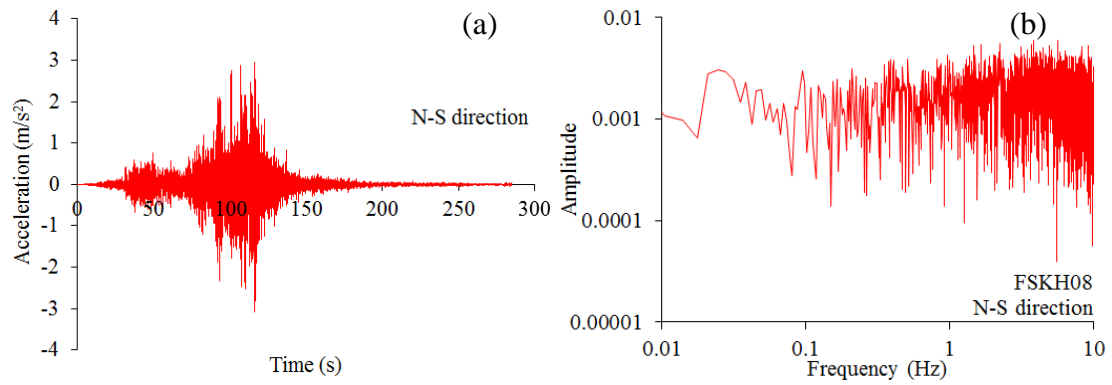 (a)
4
3
2
1
0
-1
-2
-3
-4
Acceleration (m/s²)
N-S direction
0 50 100 150 200 250 300
Time (s)
(b)
0.01
0.001
0.0001
0.00001
Amplitude
FSKH08
N-S direction
0.01 0.1 1 10
Frequency (Hz)